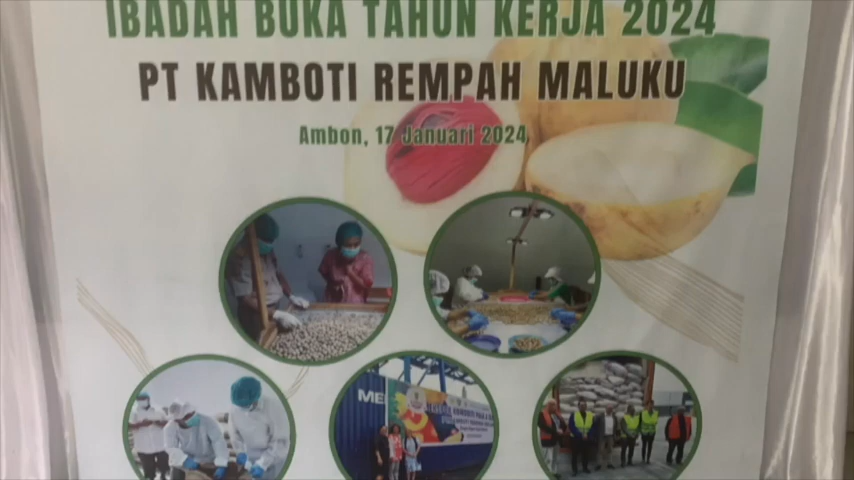 IBADAH BUKA TAHUN KERJA 2024
PT KAMBOTI REMPAH MALUKU
Ambon, 17 Januari 2024